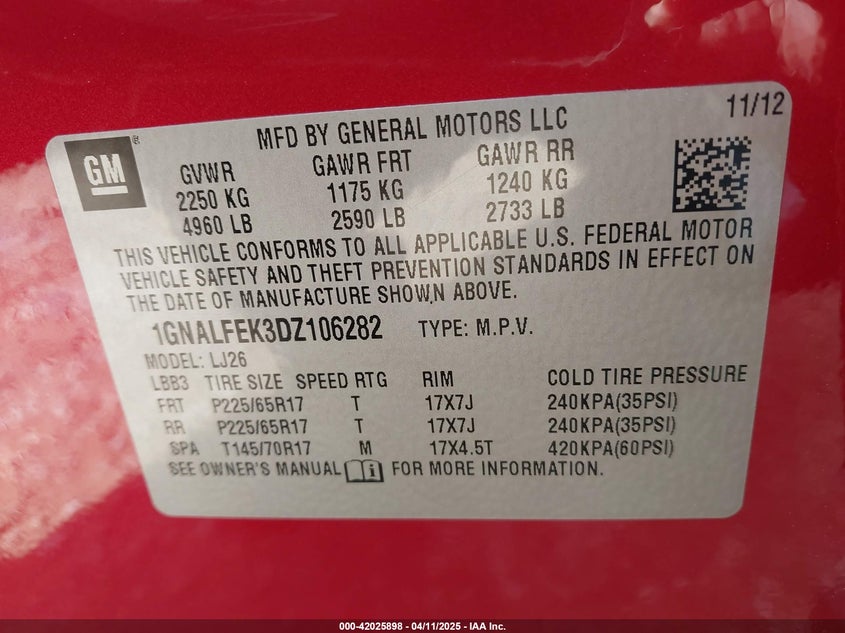 11/12
MFD BY GENERAL MOTORS LLC
GM
GVWR GAWR FRT GAWR RR
2250 KG 1175 KG 1240 KG
4960 LB 2590 LB 2733 LB
THIS VEHICLE CONFORMS TO ALL APPLICABLE U.S. FEDERAL MOTOR
VEHICLE SAFETY AND THEFT PREVENTION STANDARDS IN EFFECT ON
THE DATE OF MANUFACTURE SHOWN ABOVE.
1GNALFEK3DZ106282 TYPE: M.P.V.
MODEL: LJ26
LBB3 TIRE SIZE SPEED RTG RIM COLD TIRE PRESSURE
FRT P225/65R17 T 17X7J 240KPA(35PSI)
RR P225/65R17 T 17X7J 240KPA(35PSI)
SPA T145/70R17 M 17X4.5T 420KPA(60PSI)
SEE OWNER'S MANUAL FOR MORE INFORMATION.
000-42025898 - 04/11/2025 - IAA Inc.